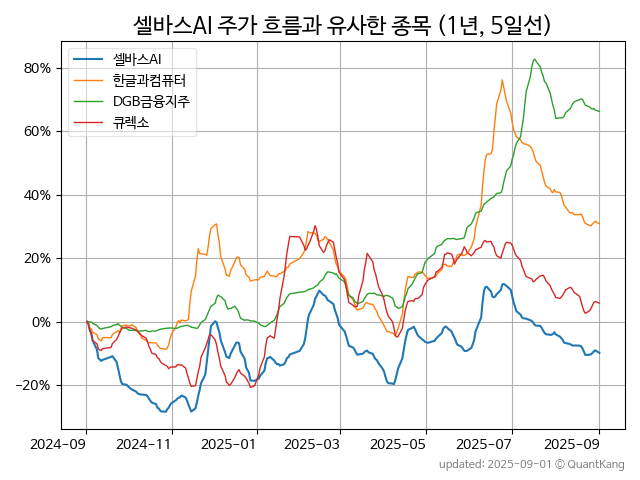 셀바스AI 주가 흐름과 유사한 종목 (1년, 5일선)
셀바스AI
한글과컴퓨터
DGB금융지주
큐렉소
80%
60%
40%
20%
0%
−20%
2024-09
2024-11
2025-01
2025-03
2025-05
2025-07
2025-09
updated: 2025-09-01 © QuantKang